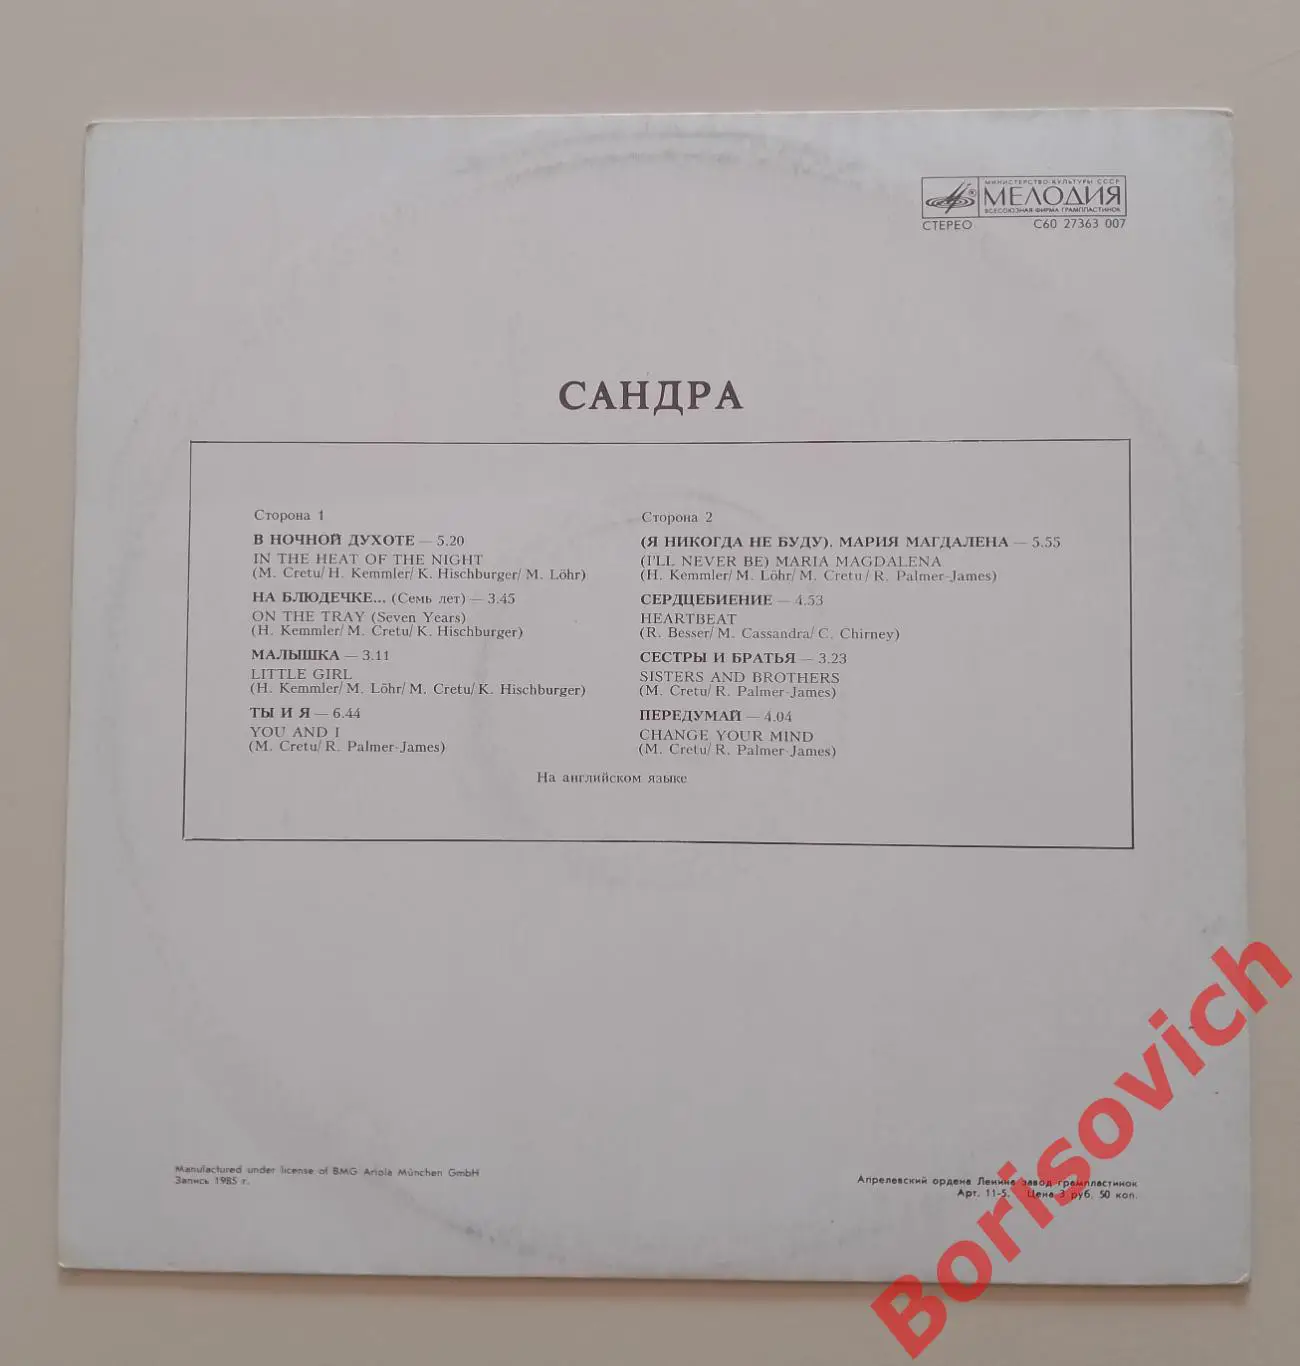 МИНИСТЕРСТВО КУЛЬТУРЫ СССР
МЕЛОДИЯ
ВСЕСОЮЗНАЯ ФИРМА ГРАМПЛАСТИНОК
СТЕРЕО С60 27363 007
САНДРА
Сторона 1
В НОЧНОЙ ДУХОТЕ — 5.20
IN THE HEAT OF THE NIGHT
(M. Cretu/ H. Kemmler/ K. Hischburger/ M. Löhr)
НА БЛЮДЕЧКЕ... (Семь лет) — 3.45
ON THE TRAY (Seven Years)
(H. Kemmler/ M. Cretu/ K. Hischburger)
МАЛЫШКА — 3.11
LITTLE GIRL
(H. Kemmler/ M. Löhr/ M. Cretu/ K. Hischburger)
ТЫ И Я — 6.44
YOU AND I
(M. Cretu/ R. Palmer-James)
Сторона 2
(Я НИКОГДА НЕ БУДУ). МАРИЯ МАГДАЛЕНА — 5.55
(I'LL NEVER BE) MARIA MAGDALENA
(H. Kemmler/ M. Löhr/ M. Cretu/ R. Palmer-James)
СЕРДЦЕБИЕНИЕ — 4.53
HEARTBEAT
(R. Besser/ M. Cassandra/ C. Chirney)
СЕСТРЫ И БРАТЬЯ — 3.23
SISTERS AND BROTHERS
(M. Cretu/ R. Palmer-James)
ПЕРЕДУМАЙ — 4.04
CHANGE YOUR MIND
(M. Cretu/ R. Palmer-James)
На английском языке
Manufactured under license of BMG Ariola München GmbH
Запись 1985 г.
Апрелевский ордена Ленина завод грампластинок
Арт. 11-5. Цена 3 руб. 50 коп.
Borisovich